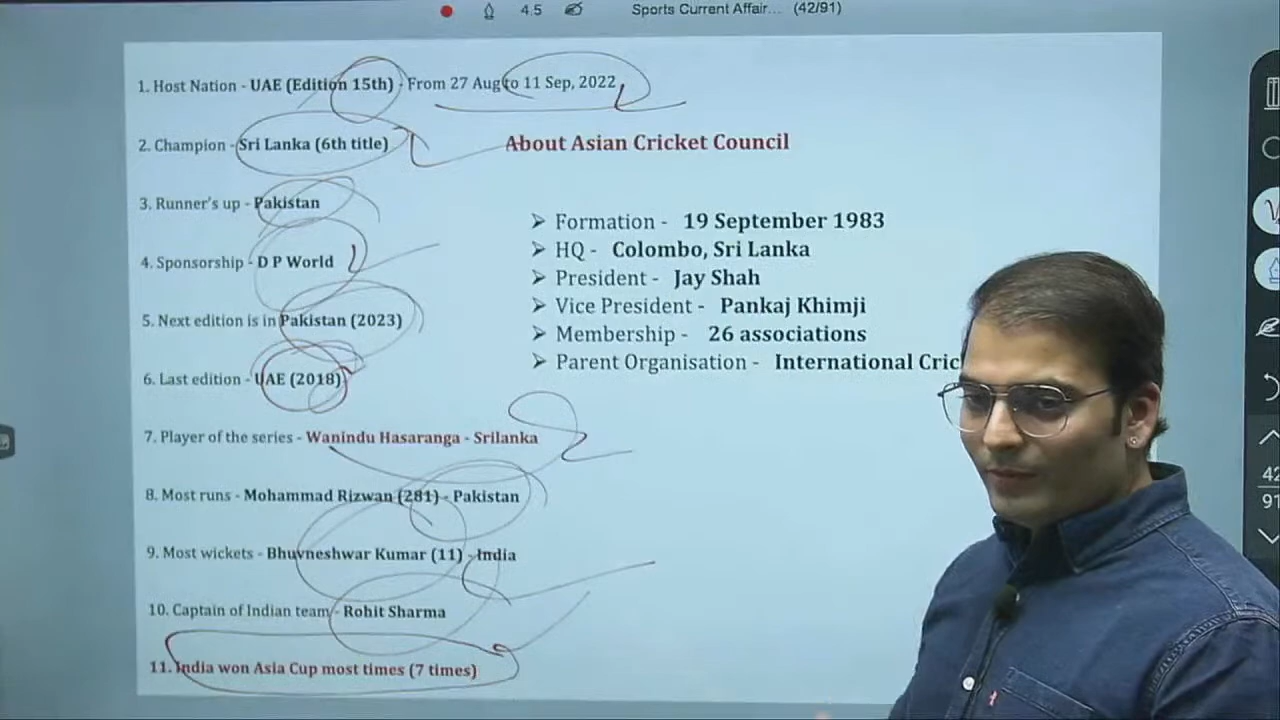 4.5 Sports Current Affair... (42/91)
1. Host Nation - UAE (Edition 15th) - From 27 Aug to 11 Sep, 2022
2. Champion - Sri Lanka (6th title)
3. Runner's up - Pakistan
4. Sponsorship - D P World
5. Next edition is in Pakistan (2023)
6. Last edition - UAE (2018)
7. Player of the series - Wanindu Hasaranga - Srilanka
8. Most runs - Mohammad Rizwan (281) - Pakistan
9. Most wickets - Bhuvneshwar Kumar (11) - India
10. Captain of Indian team - Rohit Sharma
11. India won Asia Cup most times (7 times)
About Asian Cricket Council
➢ Formation - 19 September 1983
➢ HQ - Colombo, Sri Lanka
➢ President - Jay Shah
➢ Vice President - Pankaj Khimji
➢ Membership - 26 associations
➢ Parent Organisation - International Cric
42
91